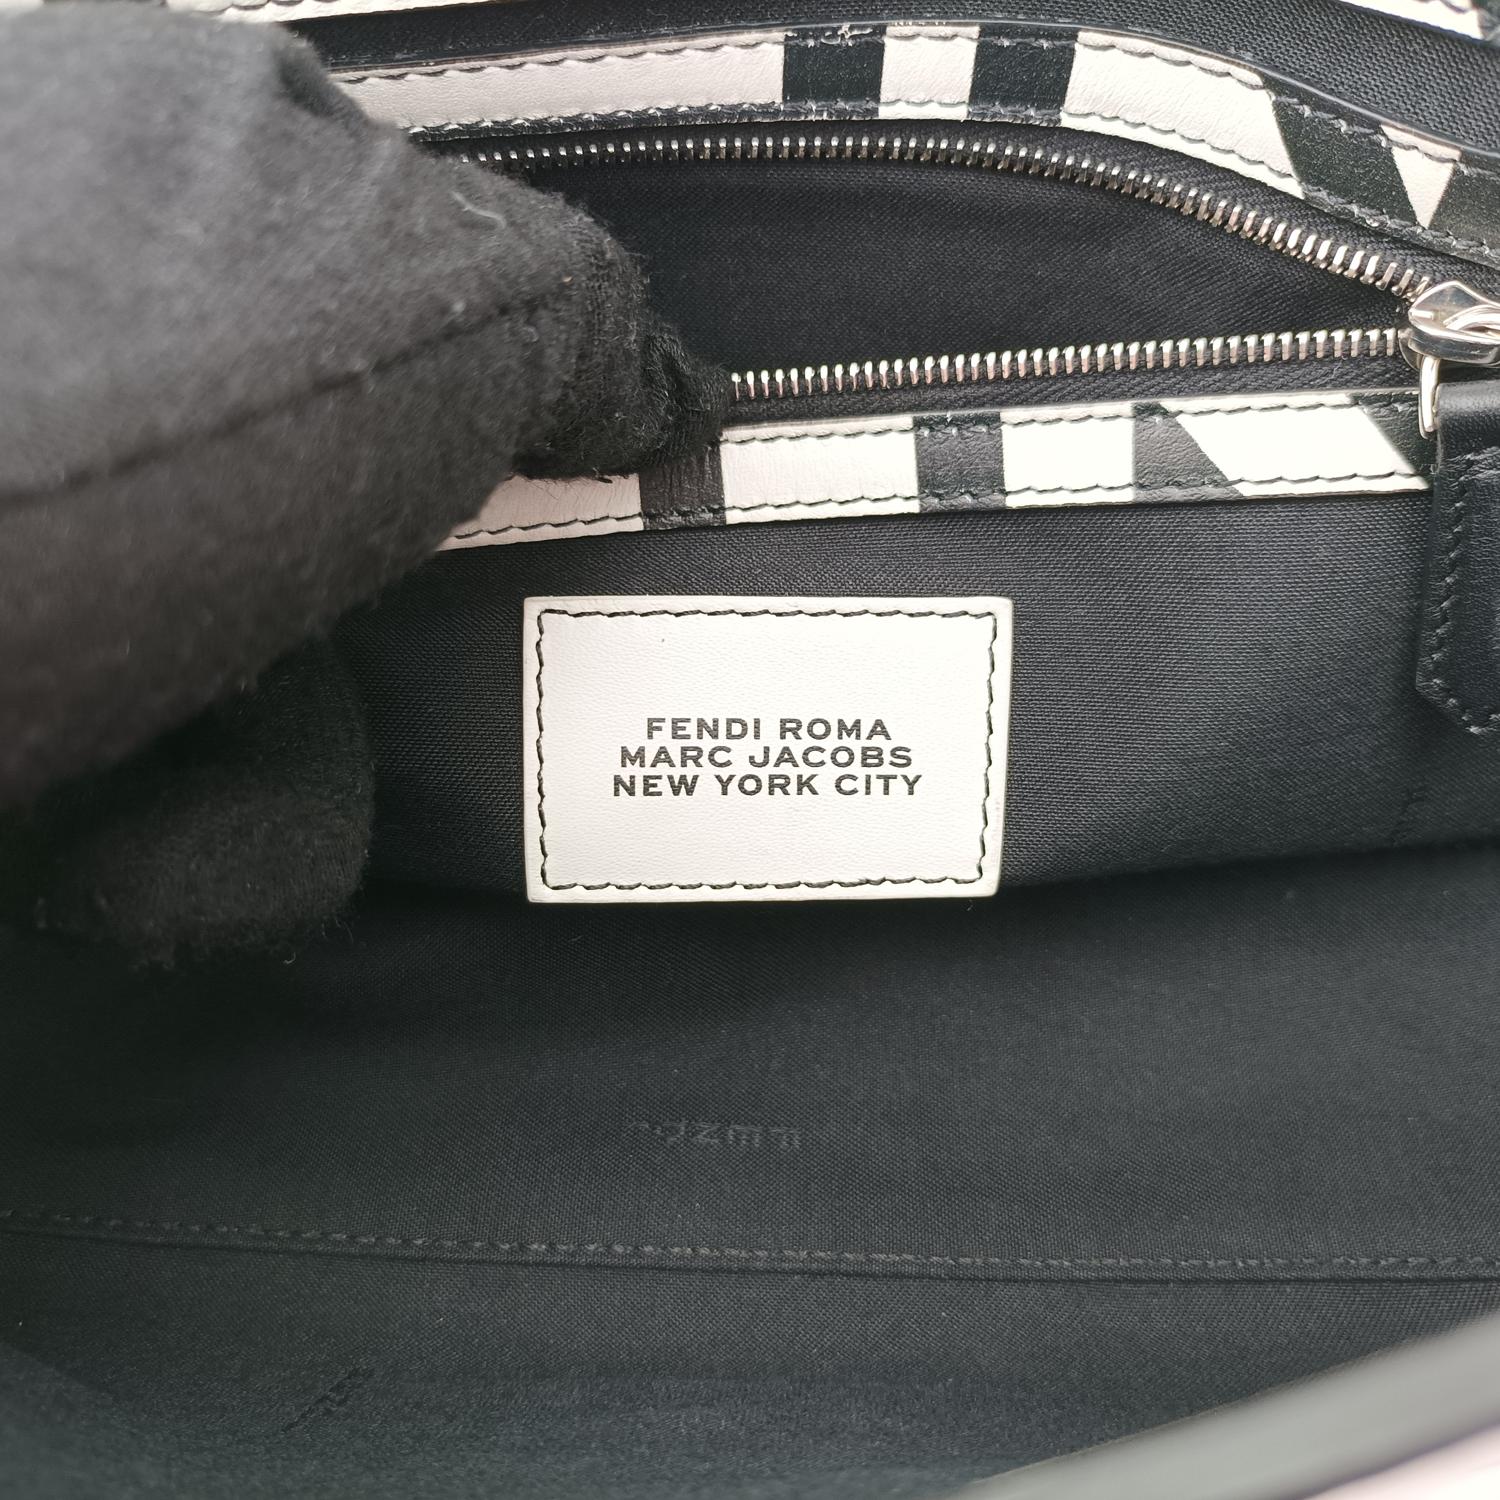 FENDI ROMA
MARC JACOBS
NEW YORK CITY